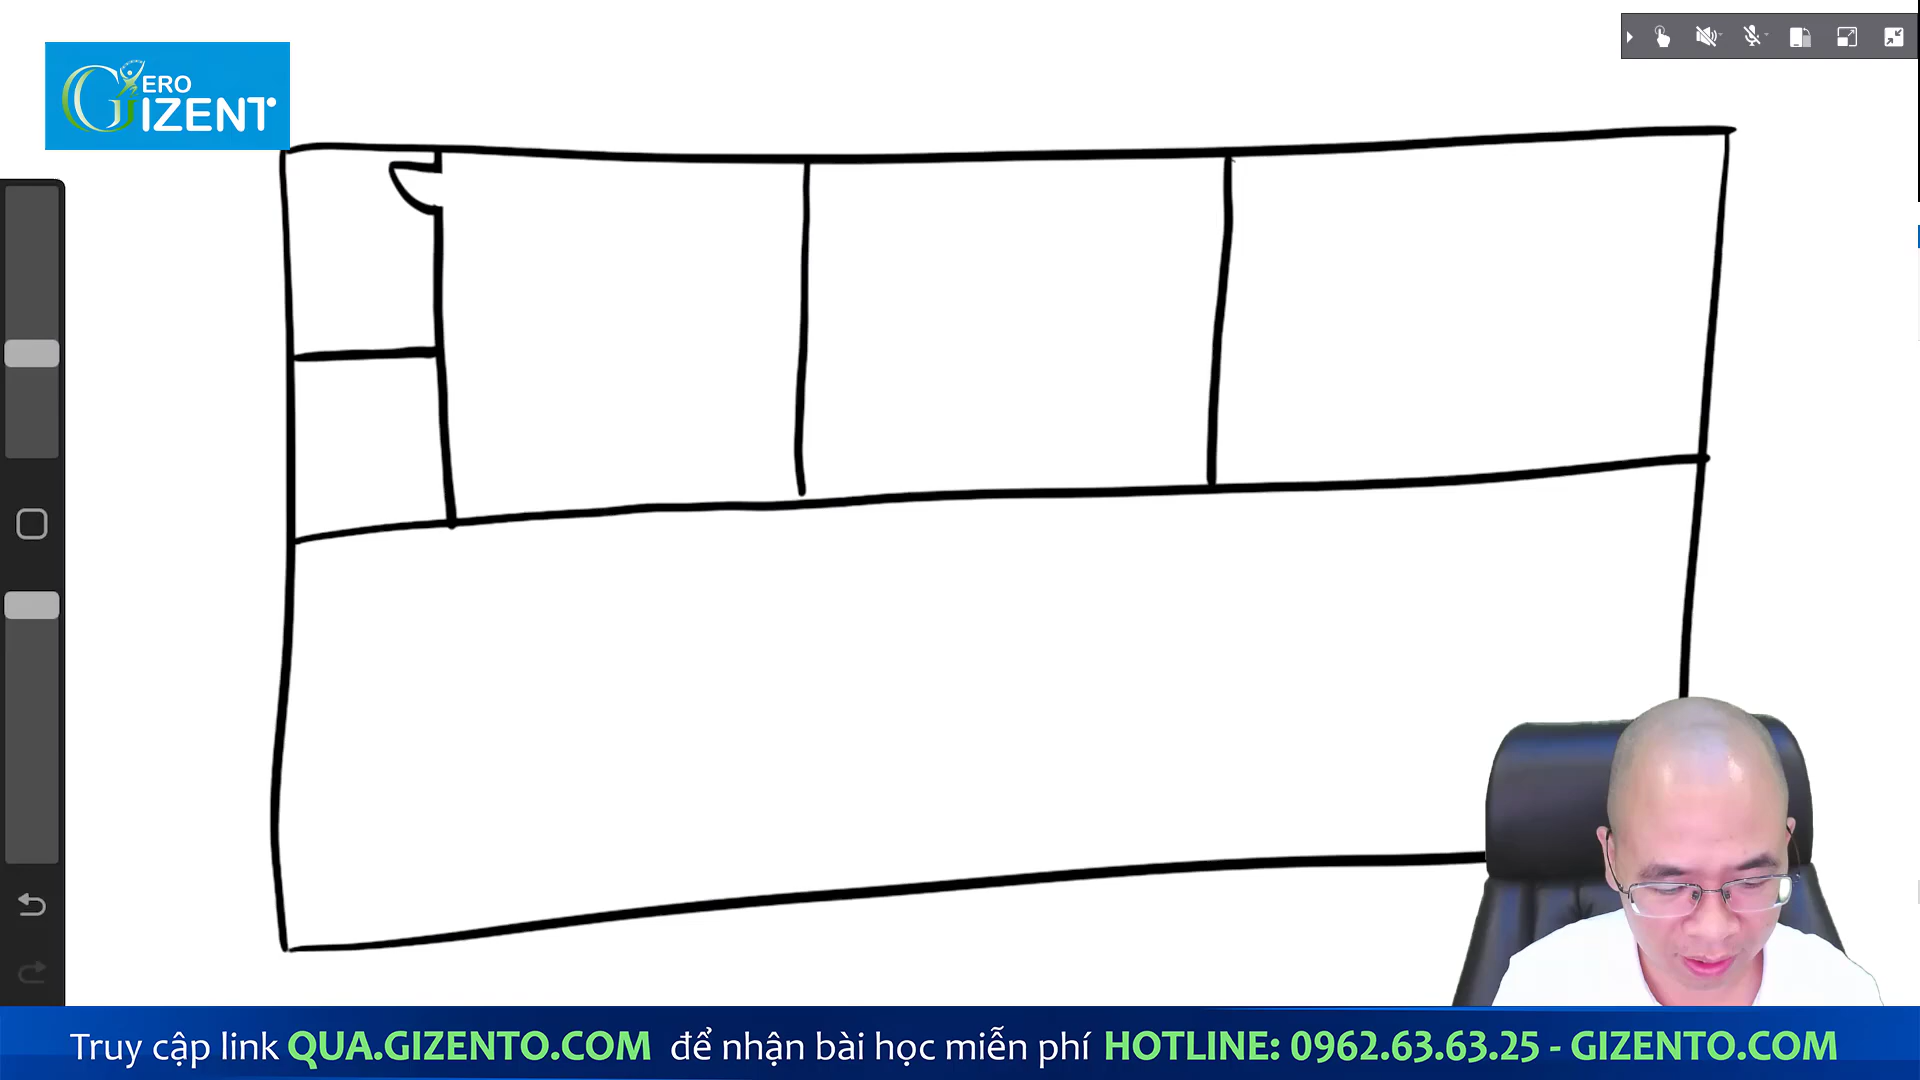 ERO
GIZENT
Truy cập link QUA.GIZENTO.COM để nhận bài học miễn phí HOTLINE: 0962.63.63.25 - GIZENTO.COM